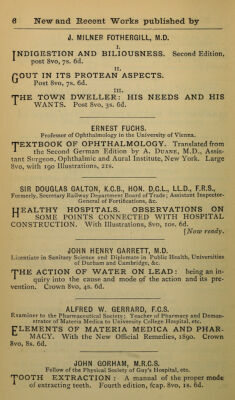 6 New and Recent Works published by
J. MILNER FOTHERGILL, M.D.
I.
INDIGESTION AND BILIOUSNESS. Second Edition,
post 8vo, 7s. 6d.
II.
GOUT IN ITS PROTEAN ASPECTS.
Post 8vo, 7s. 6d.
III.
THE TOWN DWELLER: HIS NEEDS AND HIS
WANTS. Post 8vo, 3s. 6d.
ERNEST FUCHS.
Professor of Ophthalmology in the University of Vienna.
TEXTBOOK OF OPHTHALMOLOGY. Translated from
the Second German Edition by A. DUANE, M.D., Assis-
tant Surgeon, Ophthalmic and Aural Institute, New York. Large
8vo, with 190 Illustrations, 21s.
SIR DOUGLAS GALTON, K.C.B., HON. D.C.L., LL.D., F.R.S.,
Formerly, Secretary Railway Department Board of Trade; Assistant Inspector-
General of Fortifications, &c.
HEALTHY HOSPITALS. OBSERVATIONS ON
SOME POINTS CONNECTED WITH HOSPITAL
CONSTRUCTION. With Illustrations, 8vo, 10s. 6d.
[Now ready.
JOHN HENRY GARRETT, M.D.
Licentiate in Sanitary Science and Diplomate in Public Health, Universities
of Durham and Cambridge, &c.
THE ACTION OF WATER ON LEAD: being an in-
quiry into the cause and mode of the action and its pre-
vention. Crown 8vo, 4s. 6d.
ALFRED W. GERRARD, F.C.S.
Examiner to the Pharmaceutical Society; Teacher of Pharmacy and Demon-
strator of Materia Medica to University College Hospital, etc.
ELEMENTS OF MATERIA MEDICA AND PHAR-
MACY. With the New Official Remedies, 1890. Crown
8vo, 8s. 6d.
JOHN GORHAM, M.R.C.S.
Fellow of the Physical Society of Guy's Hospital, etc.
TOOTH EXTRACTION: A manual of the proper mode
of extracting teeth. Fourth edition, fcap. 8vo, 1s. 6d.